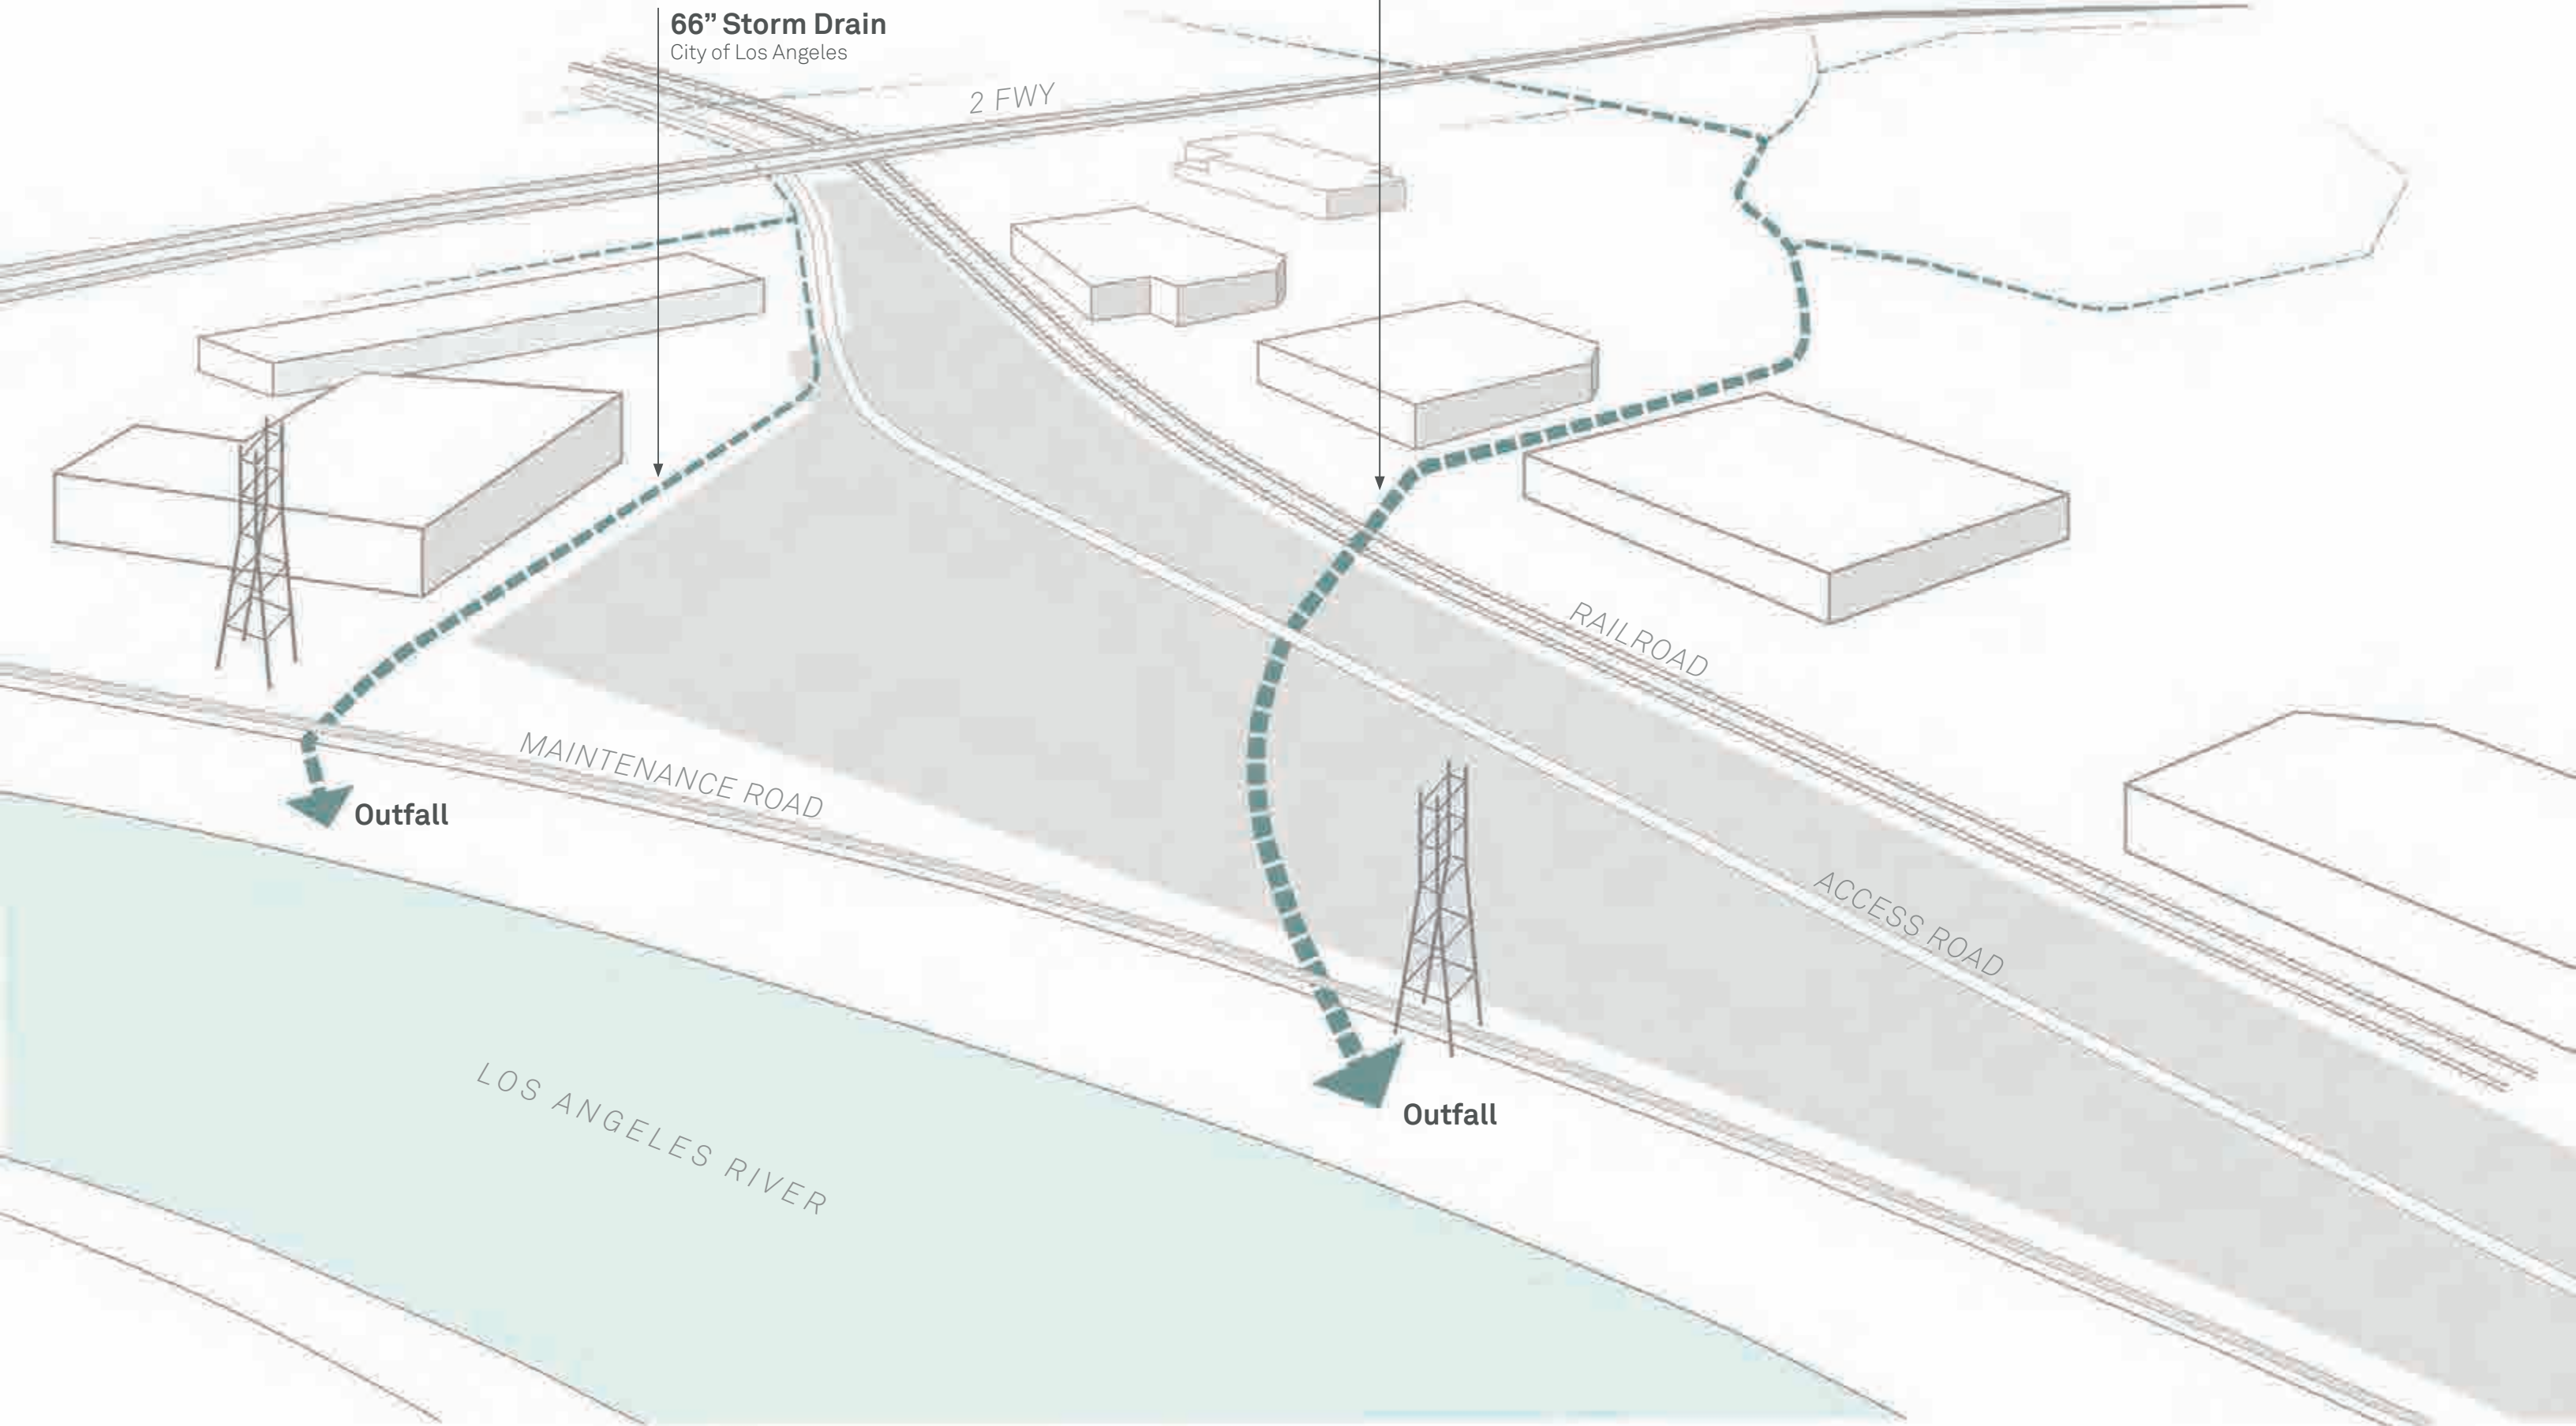 66” Storm Drain
City of Los Angeles
2 FWY
RAILROAD
MAINTENANCE ROAD
Outfall
ACCESS ROAD
LOS ANGELES RIVER
Outfall